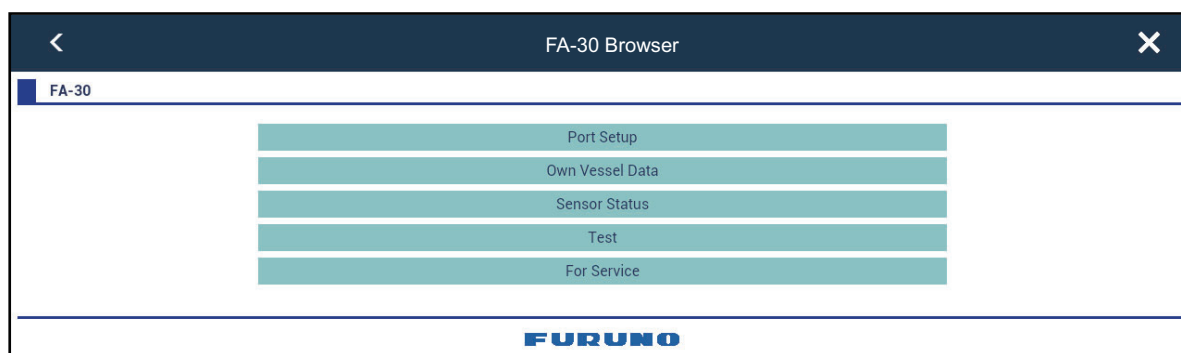 FA-30 Browser
FA-30
Port Setup
Own Vessel Data
Sensor Status
Test
For Service
FURUNO